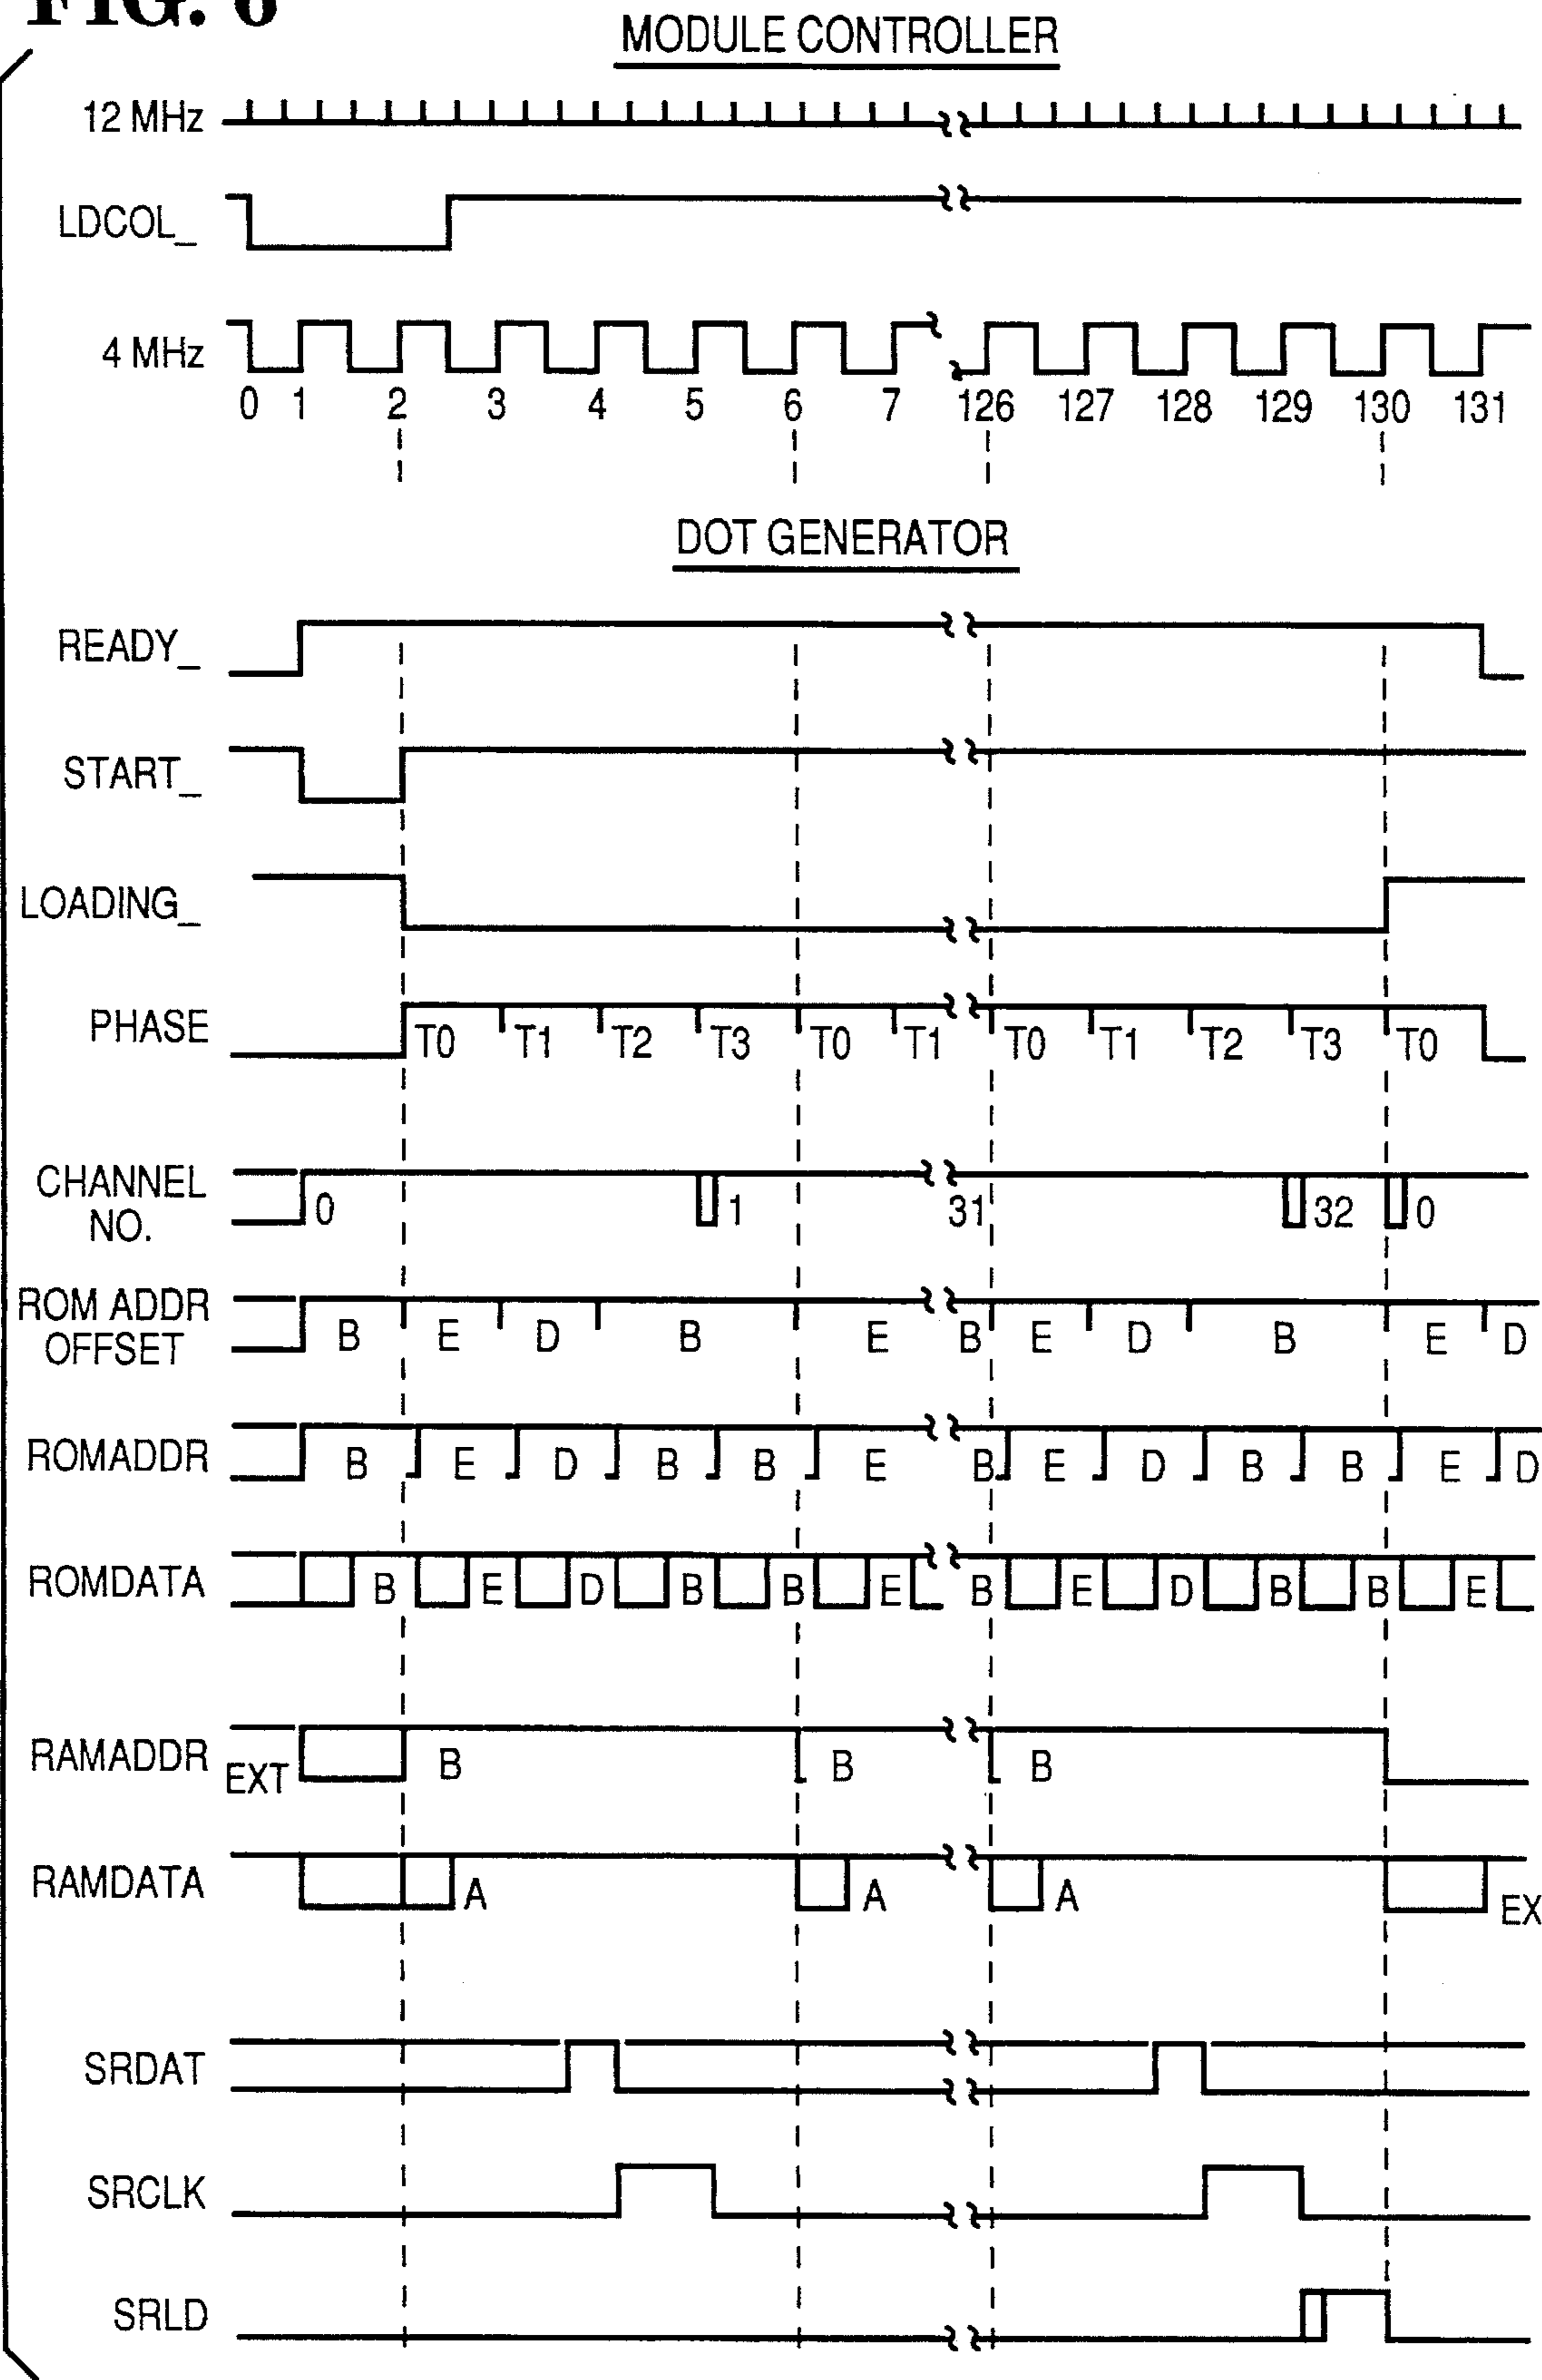 FIG. 6
MODULE CONTROLLER
12 MHz
LDCOL_
4 MHz
0 1 2 3 4 5 6 7 126 127 128 129 130 131
DOT GENERATOR
READY_
START_
LOADING_
PHASE T0 T1 T2 T3 T0 T1 T0 T1 T2 T3 T0
CHANNEL
NO. 0 1 31 32 0
ROM ADDR
OFFSET B E D B E B E D B E D
ROMADDR B E D B B E B E D B B E D
ROMDATA B E D B B E B E D B B E
RAMADDR EXT B B B
RAMDATA A A A EX
SRDAT
SRCLK
SRLD